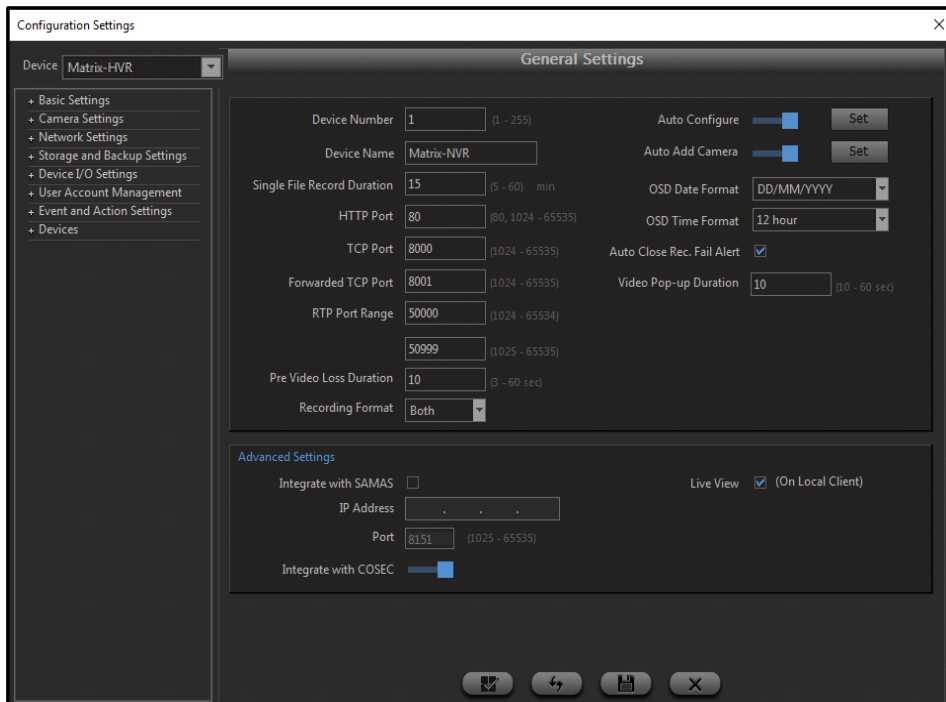 Configuration Settings
Device Matrix-HVR
+ Basic Settings
+ Camera Settings
+ Network Settings
+ Storage and Backup Settings
+ Device I/O Settings
+ User Account Management
+ Event and Action Settings
+ Devices
General Settings
Device Number 1 (1 - 255)
Device Name Matrix-NVR
Single File Record Duration 15 (5 - 60) min
HTTP Port 80 (80, 1024 - 65535)
TCP Port 8000 (1024 - 65535)
Forwarded TCP Port 8001 (1024 - 65535)
RTP Port Range 50000 (1024 - 65534)
50999 (1025 - 65535)
Pre Video Loss Duration 10 (3 - 60 sec)
Recording Format Both
Auto Configure Set
Auto Add Camera Set
OSD Date Format DD/MM/YYYY
OSD Time Format 12 hour
Auto Close Rec. Fail Alert
Video Pop-up Duration 10 (10 - 60 sec)
Advanced Settings
Integrate with SAMAS
IP Address . . .
Port 8151 (1025 - 65535)
Integrate with COSEC
Live View (On Local Client)